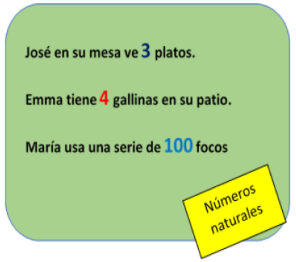 José en su mesa ve 3 platos.
Emma tiene 4 gallinas en su patio.
María usa una serie de 100 focos
Números
naturales